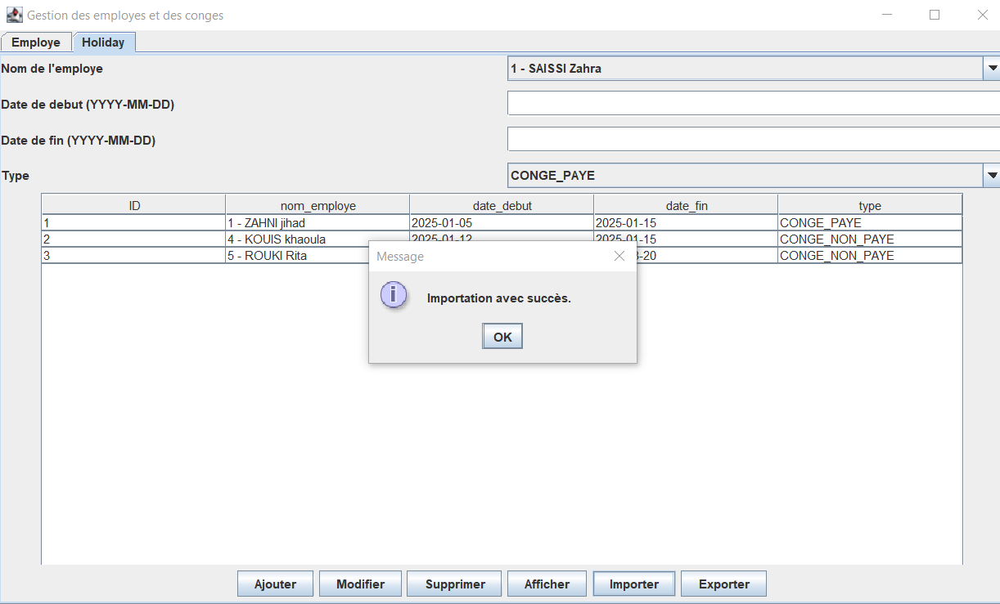 Gestion des employes et des conges
Employe Holiday
Nom de l'employe 1 - SAISSI Zahra
Date de debut (YYYY-MM-DD)
Date de fin (YYYY-MM-DD)
Type CONGE_PAYE
ID nom_employe date_debut date_fin type
1 1 - ZAHNI jihad 2025-01-05 2025-01-15 CONGE_PAYE
2 4 - KOUIS khaoula 2025-01-12 2025-01-15 CONGE_NON_PAYE
3 5 - ROUKI Rita -20 CONGE_NON_PAYE
Message
Importation avec succès.
OK
Ajouter Modifier Supprimer Afficher Importer Exporter